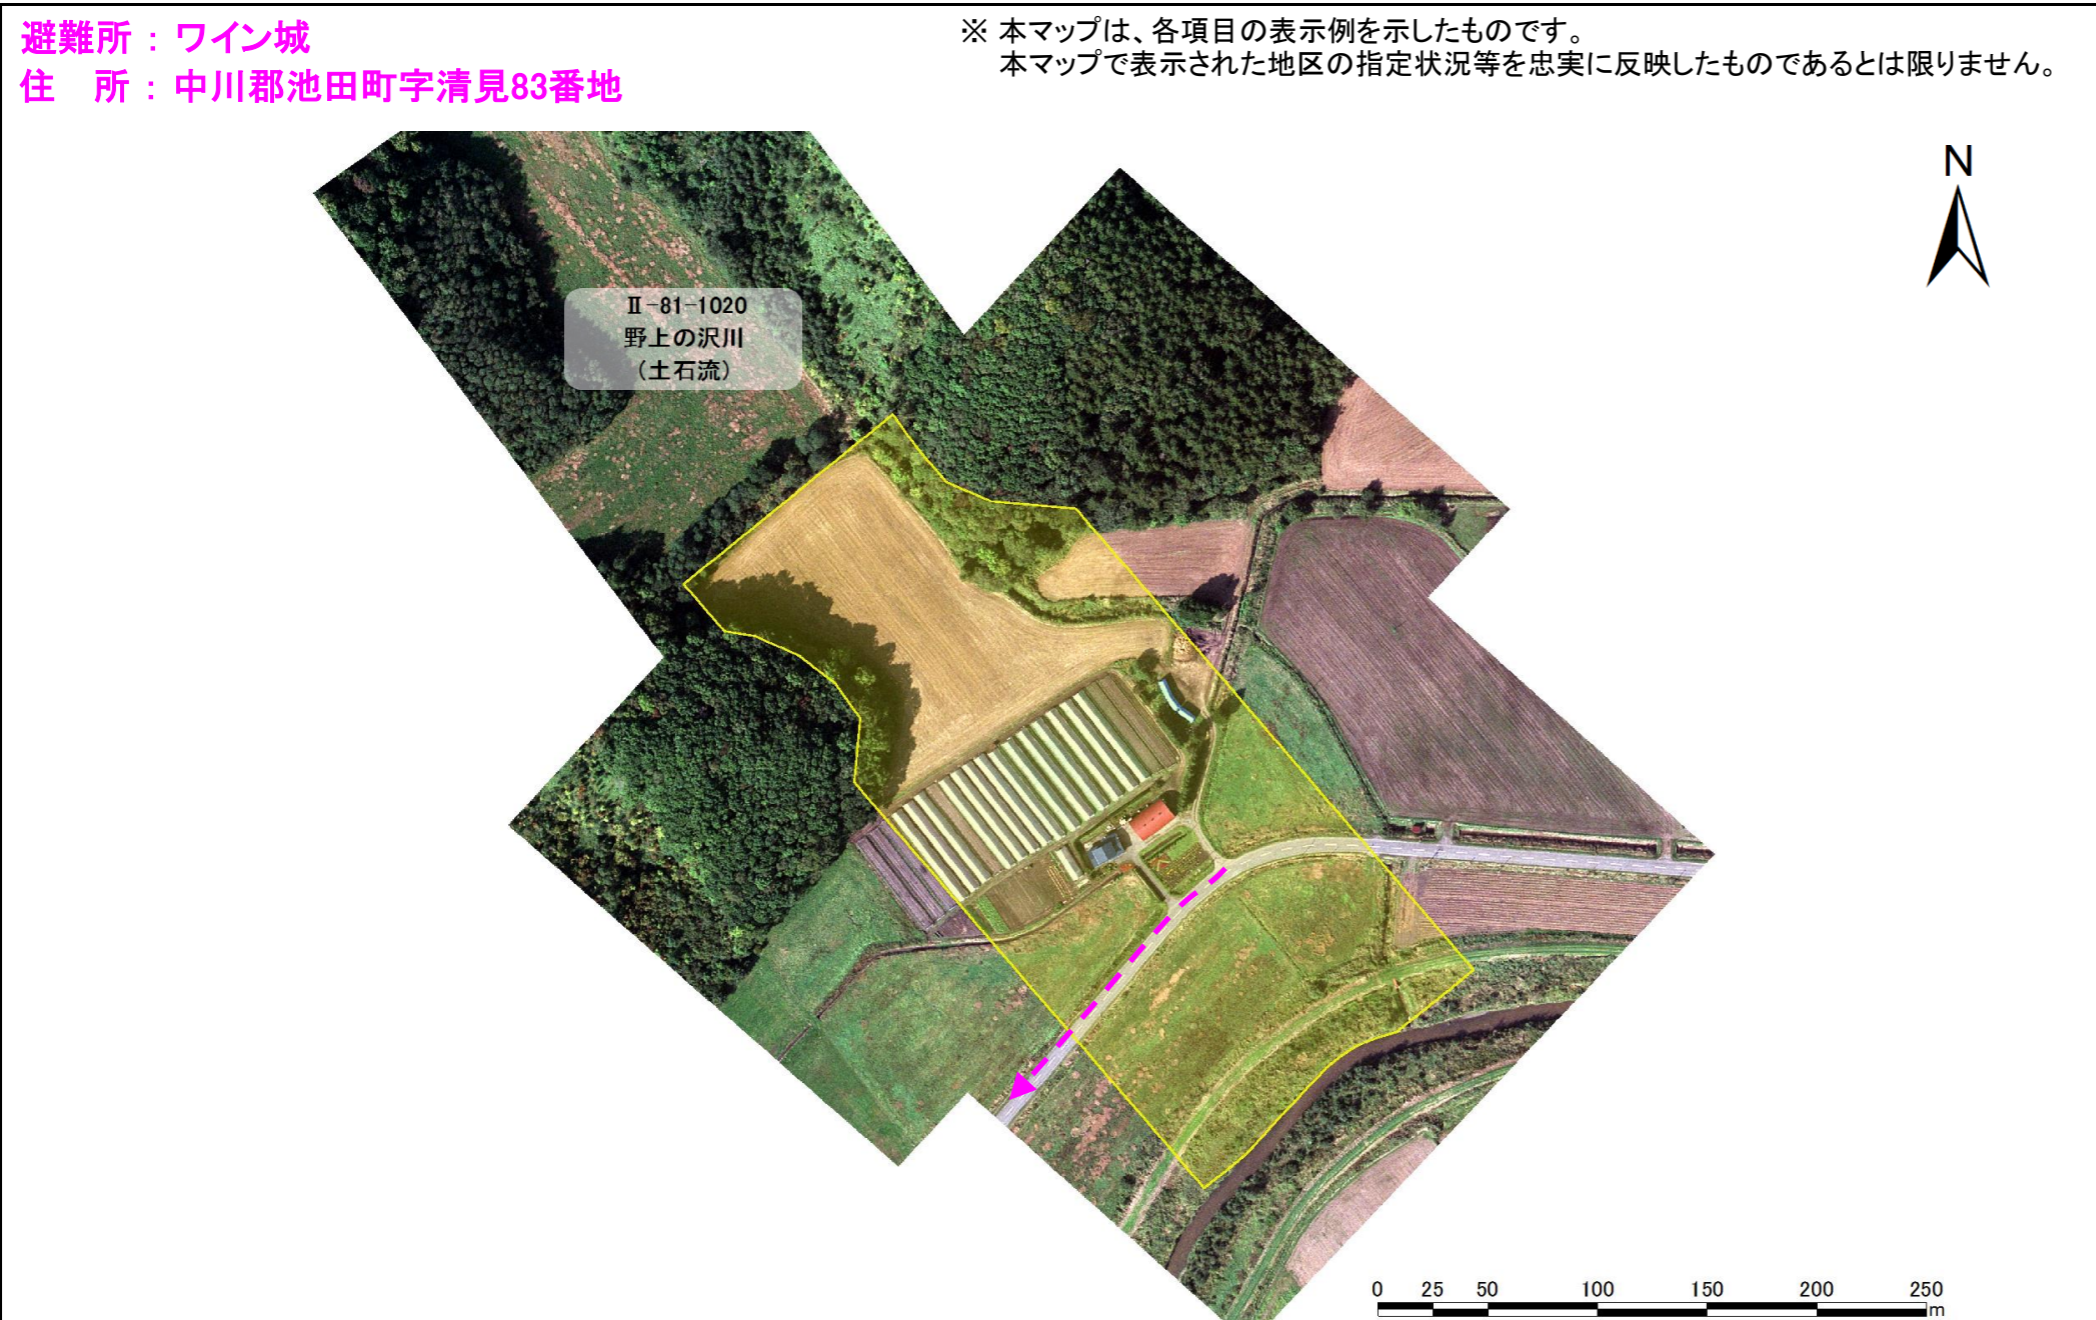 避難所：ワイン城
住　所：中川郡池田町字清見83番地
※ 本マップは、各項目の表示例を示したものです。
本マップで表示された地区の指定状況等を忠実に反映したものであるとは限りません。
N
Ⅱ-81-1020
野上の沢川
（土石流）
0 25 50 100 150 200 250
m